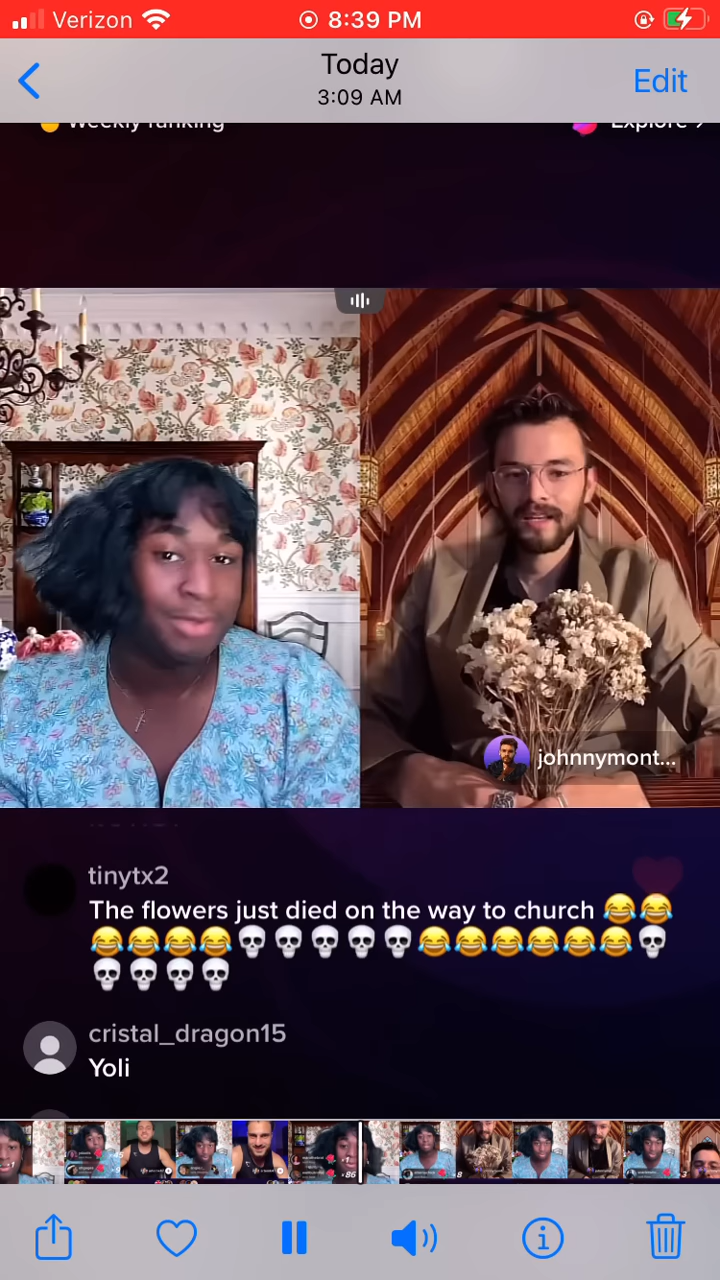 Verizon 8:39 PM
Today
3:09 AM
Edit
Weekly ranking
Explore >
johnnymont...
tinytx2
The flowers just died on the way to church 😂😂
😂😂😂😂💀💀💀💀💀😂😂😂😂😂😂💀
💀💀💀💀
cristal_dragon15
Yoli